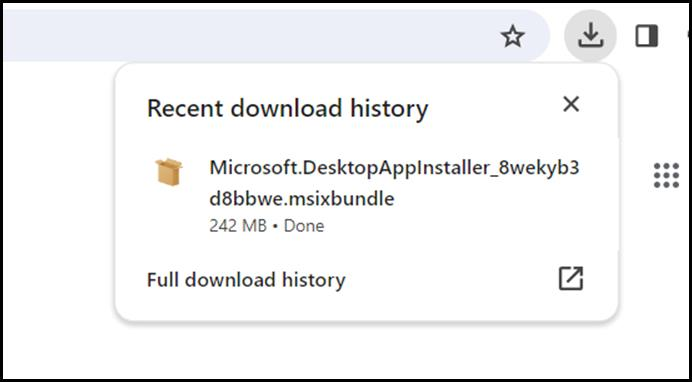 Recent download history
Microsoft.DesktopAppInstaller_8wekyb3
d8bbwe.msixbundle
242 MB • Done
Full download history